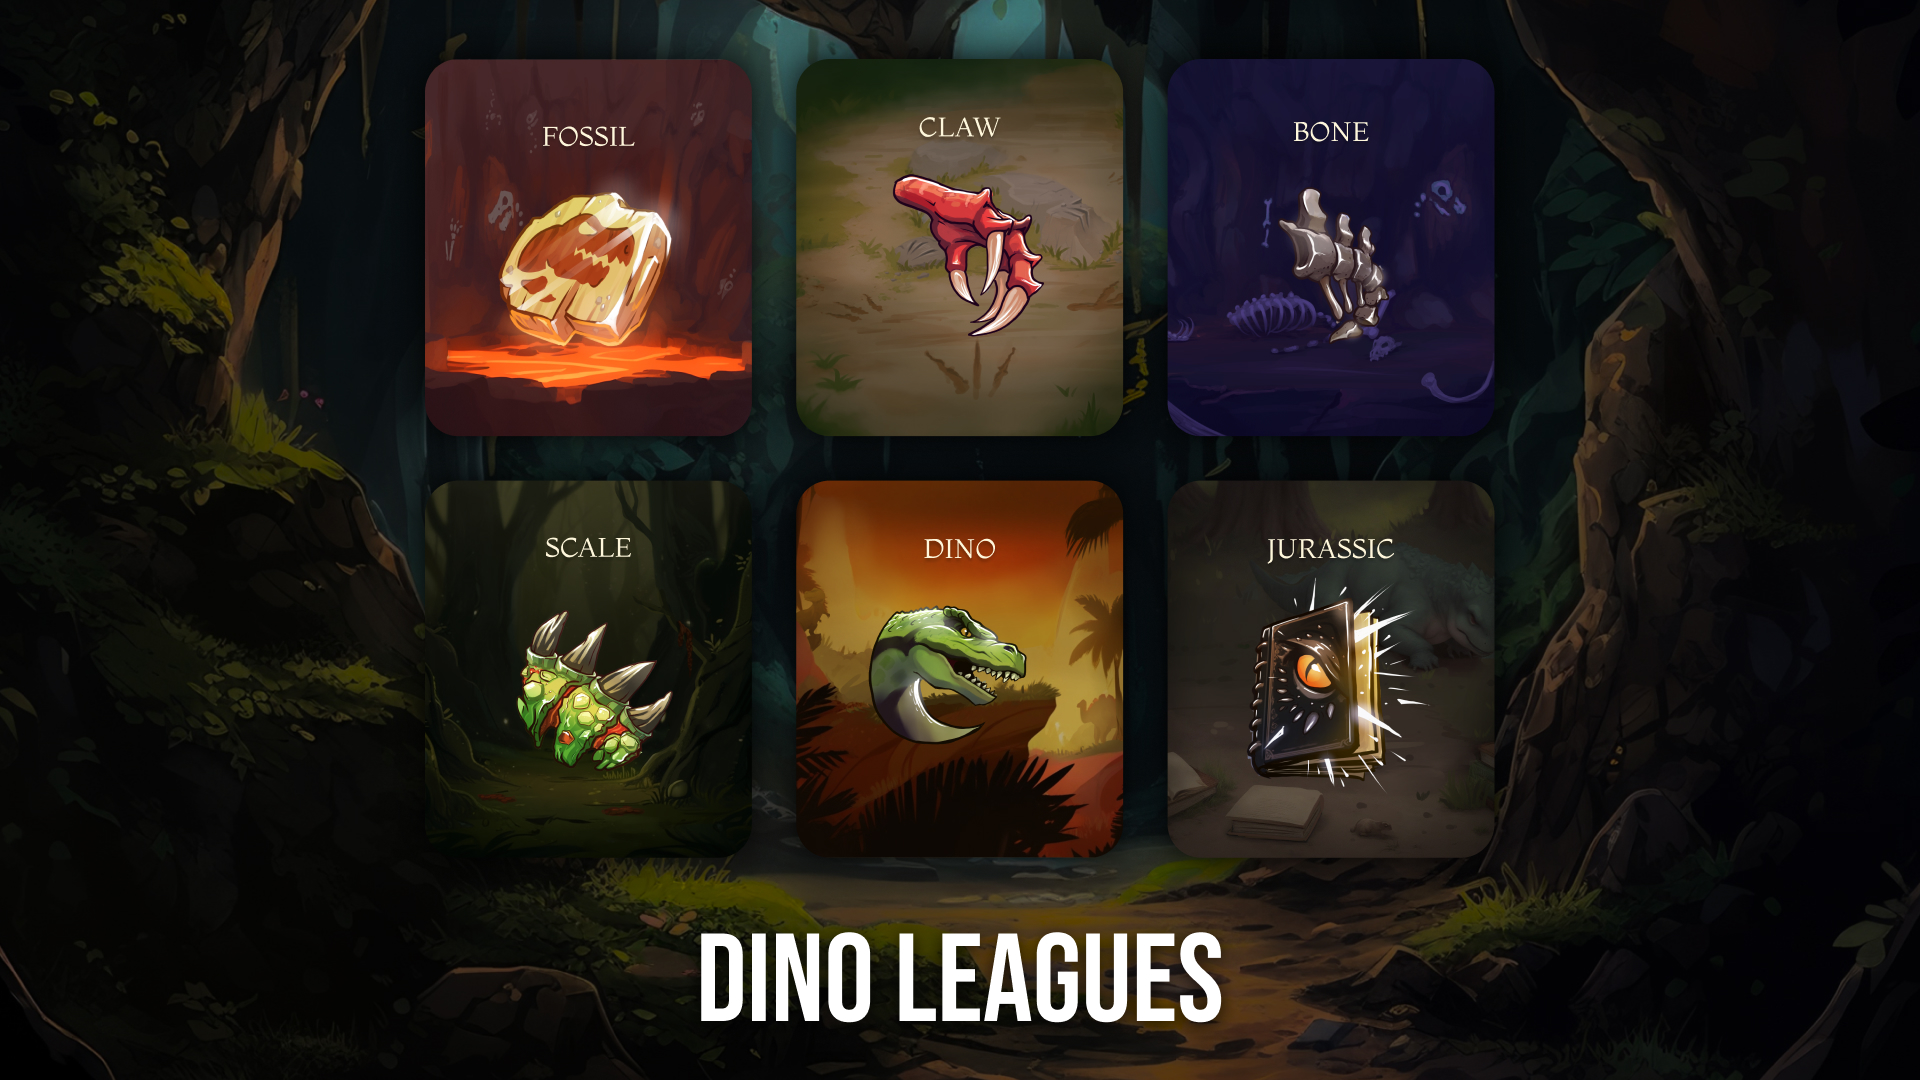 FOSSIL
CLAW
BONE
SCALE
DINO
JURASSIC
DINO LEAGUES